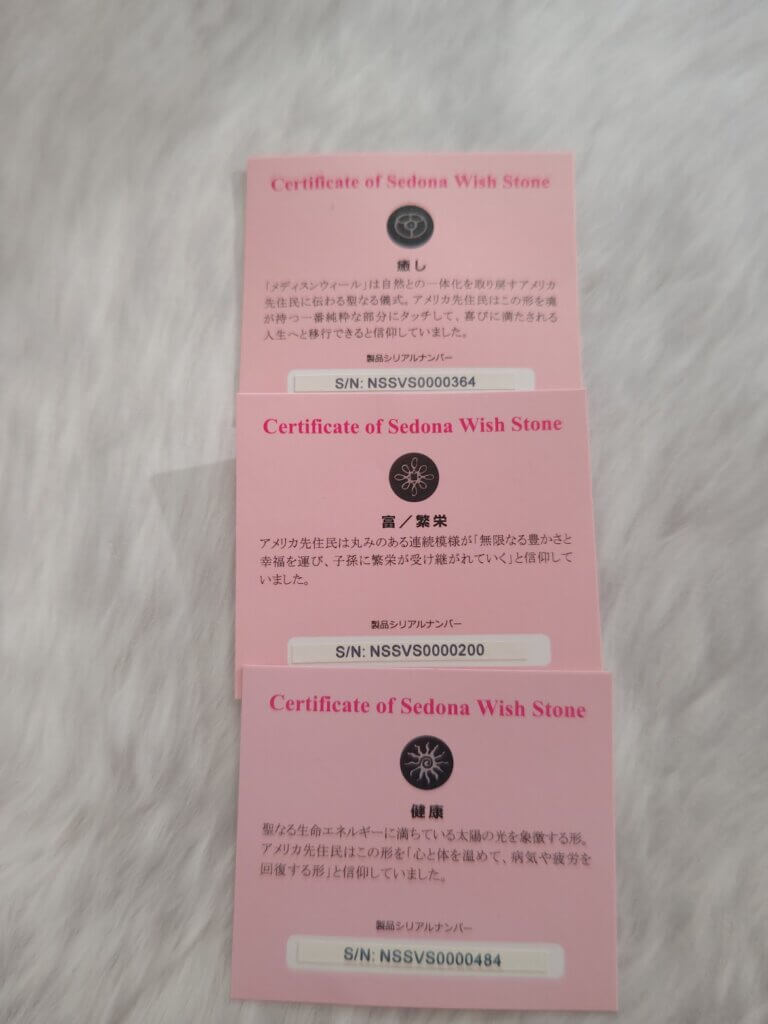 Certificate of Sedona Wish Stone
癒し
「メディスンウィール」は自然との一体化を取り戻すアメリカ
先住民に伝わる聖なる儀式。アメリカ先住民はこの形を魂
が持つ一番純粋な部分にタッチして、喜びに満たされる
人生へと移行できると信仰していました。
製品シリアルナンバー
S/N: NSSVS0000364
Certificate of Sedona Wish Stone
富／繁栄
アメリカ先住民は丸みのある連続模様が「無限なる豊かさと
幸福を運び、子孫に繁栄が受け継がれていく」と信仰して
いました。
製品シリアルナンバー
S/N: NSSVS0000200
Certificate of Sedona Wish Stone
健康
聖なる生命エネルギーに満ちている太陽の光を象徴する形。
アメリカ先住民はこの形を「心と体を温めて、病気や疲労を
回復する形」と信仰していました。
製品シリアルナンバー
S/N: NSSVS0000484